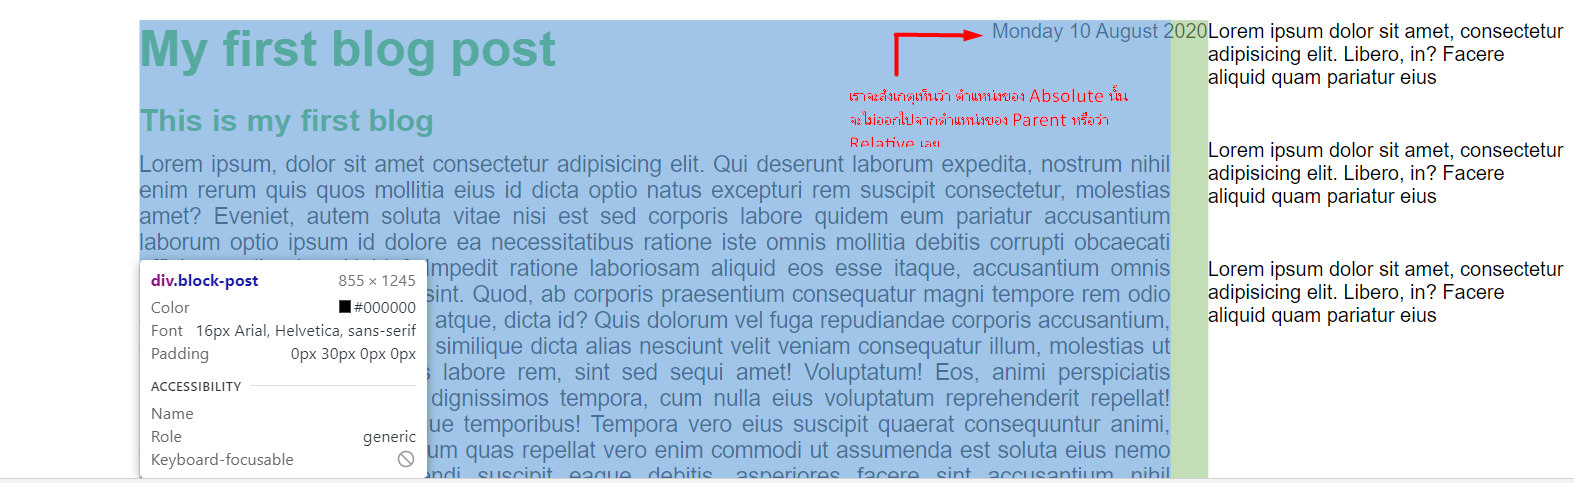 My first blog post
Monday 10 August 2020
เราจะสังเกตุเห็นว่า ตำแหน่งของ Absolute นั้น
จะไม่ออกไปจากตำแหน่งของ Parent หรือว่า
Relative เลย
This is my first blog
Lorem ipsum, dolor sit amet consectetur adipisicing elit. Qui deserunt laborum expedita, nostrum nihil
enim rerum quis quos mollitia eius id dicta optio natus excepturi rem suscipit consectetur, molestias
amet? Eveniet, autem soluta vitae nisi est sed corporis labore quidem eum pariatur accusantium
laborum optio ipsum id dolore ea necessitatibus ratione iste omnis mollitia debitis corrupti obcaecati
Impedit ratione laboriosam aliquid eos esse itaque, accusantium omnis
sint. Quod, ab corporis praesentium consequatur magni tempore rem odio
atque, dicta id? Quis dolorum vel fuga repudiandae corporis accusantium,
similique dicta alias nesciunt velit veniam consequatur illum, molestias ut
labore rem, sint sed sequi amet! Voluptatum! Eos, animi perspiciatis
dignissimos tempora, cum nulla eius voluptatum reprehenderit repellat!
temporibus! Tempora vero eius suscipit quaerat consequuntur animi,
quas repellat vero enim commodi ut assumenda est soluta eius nemo
suscipit eaque debitis, asperiores facere sint accusantium nihil
div.block-post 855 × 1245
Color #000000
Font 16px Arial, Helvetica, sans-serif
Padding 0px 30px 0px 0px
ACCESSIBILITY
Name
Role generic
Keyboard-focusable
Lorem ipsum dolor sit amet, consectetur
adipisicing elit. Libero, in? Facere
aliquid quam pariatur eius
Lorem ipsum dolor sit amet, consectetur
adipisicing elit. Libero, in? Facere
aliquid quam pariatur eius
Lorem ipsum dolor sit amet, consectetur
adipisicing elit. Libero, in? Facere
aliquid quam pariatur eius